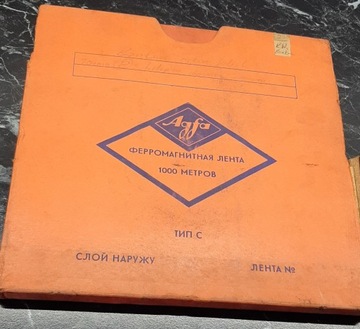 Agfa
ФЕРРОМАГНИТНАЯ ЛЕНТА
1000 МЕТРОВ
ТИП С
СЛОЙ НАРУЖУ
ЛЕНТА №